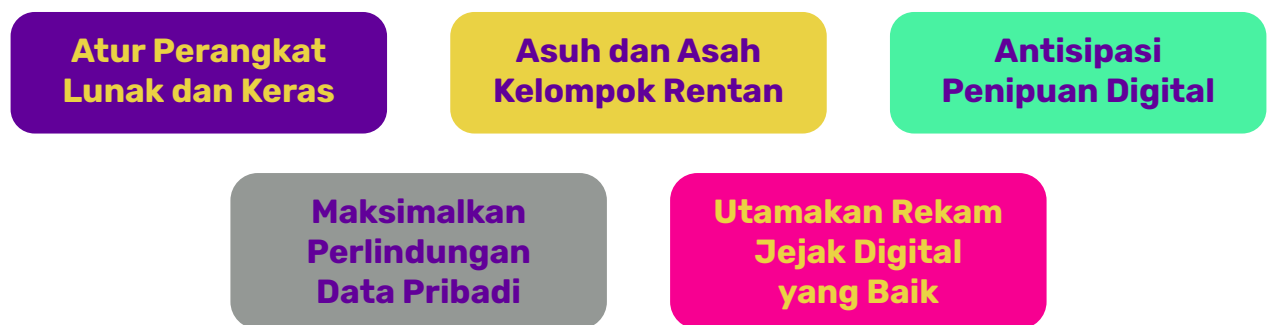 Atur Perangkat
Lunak dan Keras
Asuh dan Asah
Kelompok Rentan
Antisipasi
Penipuan Digital
Maksimalkan
Perlindungan
Data Pribadi
Utamakan Rekam
Jejak Digital
yang Baik